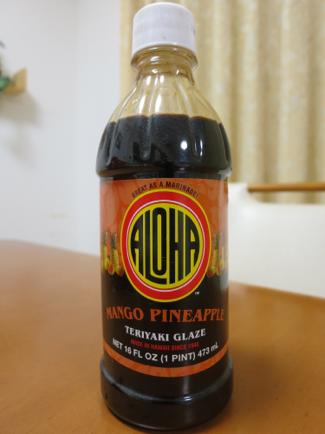 GREAT AS A MARINADE!
ALOHA
TM
MANGO PINEAPPLE
TERIYAKI GLAZE
MADE IN HAWAII SINCE 1946
NET 16 FL OZ (1 PINT) 473 mL